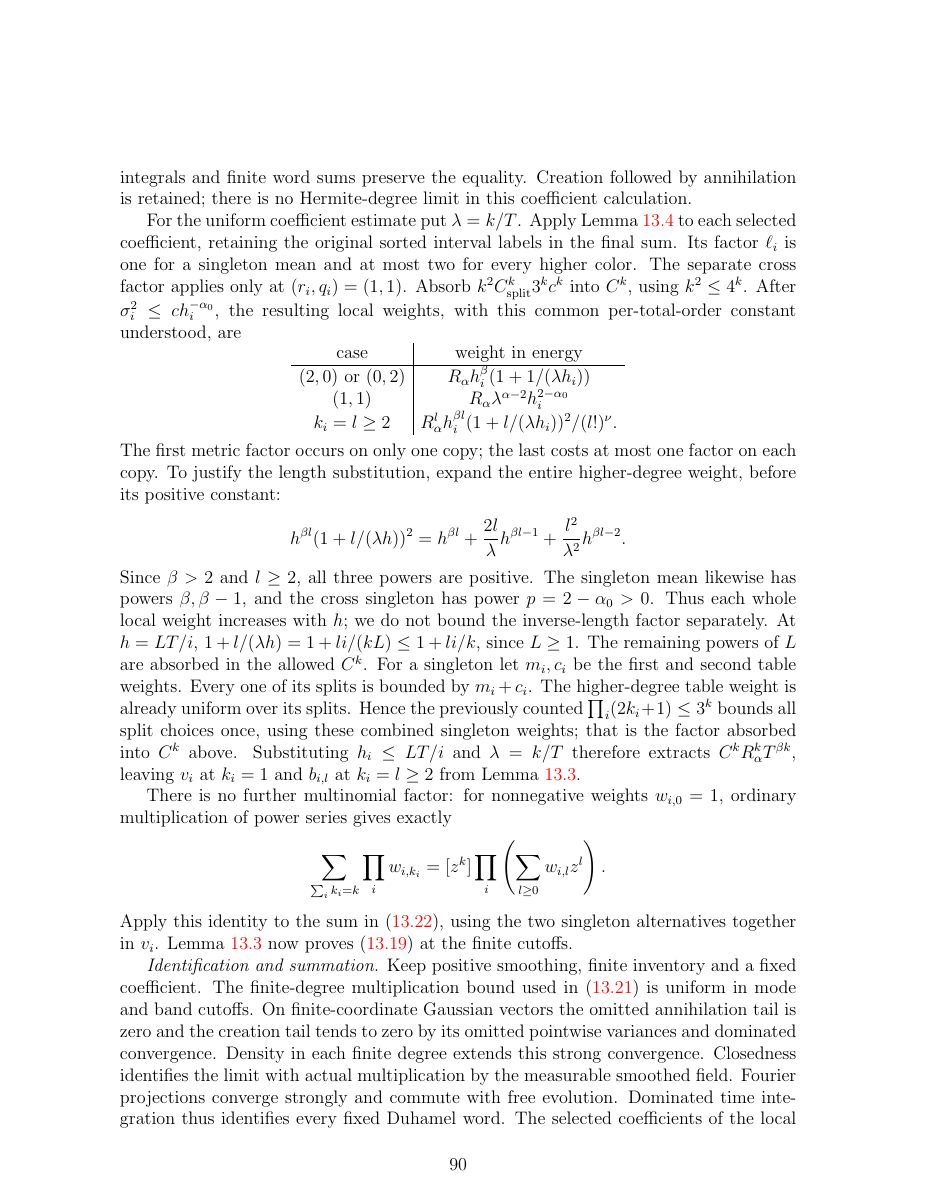 integrals and finite word sums preserve the equality. Creation followed by annihilation
is retained; there is no Hermite-degree limit in this coefficient calculation.
For the uniform coefficient estimate put λ = k/T. Apply Lemma 13.4 to each selected
coefficient, retaining the original sorted interval labels in the final sum. Its factor ℓ_i is
one for a singleton mean and at most two for every higher color. The separate cross
factor applies only at (r_i, q_i) = (1, 1). Absorb k^2 C_{split}^k 3^k c^k into C^k, using k^2 ≤ 4^k. After
σ_i^2 ≤ ch_i^{−α_0}, the resulting local weights, with this common per-total-order constant
understood, are
case weight in energy
(2, 0) or (0, 2) R_α h_i^β (1 + 1/(λh_i))
(1, 1) R_α λ^{α−2} h_i^{2−α_0}
k_i = l ≥ 2 R_α^l h_i^{βl} (1 + l/(λh_i))^2/(l!)^ν.
The first metric factor occurs on only one copy; the last costs at most one factor on each
copy. To justify the length substitution, expand the entire higher-degree weight, before
its positive constant:
h^{βl}(1 + l/(λh))^2 = h^{βl} + \frac{2l}{λ} h^{βl−1} + \frac{l^2}{λ^2} h^{βl−2}.
Since β > 2 and l ≥ 2, all three powers are positive. The singleton mean likewise has
powers β, β − 1, and the cross singleton has power p = 2 − α_0 > 0. Thus each whole
local weight increases with h; we do not bound the inverse-length factor separately. At
h = LT/i, 1 + l/(λh) = 1 + li/(kL) ≤ 1 + li/k, since L ≥ 1. The remaining powers of L
are absorbed in the allowed C^k. For a singleton let m_i, c_i be the first and second table
weights. Every one of its splits is bounded by m_i + c_i. The higher-degree table weight is
already uniform over its splits. Hence the previously counted ∏_i(2k_i+1) ≤ 3^k bounds all
split choices once, using these combined singleton weights; that is the factor absorbed
into C^k above. Substituting h_i ≤ LT/i and λ = k/T therefore extracts C^k R_α^k T^{βk},
leaving v_i at k_i = 1 and b_{i,l} at k_i = l ≥ 2 from Lemma 13.3.
There is no further multinomial factor: for nonnegative weights w_{i,0} = 1, ordinary
multiplication of power series gives exactly
\sum_{\sum_i k_i=k} \prod_i w_{i,k_i} = [z^k] \prod_i \left( \sum_{l≥0} w_{i,l} z^l \right).
Apply this identity to the sum in (13.22), using the two singleton alternatives together
in v_i. Lemma 13.3 now proves (13.19) at the finite cutoffs.
Identification and summation. Keep positive smoothing, finite inventory and a fixed
coefficient. The finite-degree multiplication bound used in (13.21) is uniform in mode
and band cutoffs. On finite-coordinate Gaussian vectors the omitted annihilation tail is
zero and the creation tail tends to zero by its omitted pointwise variances and dominated
convergence. Density in each finite degree extends this strong convergence. Closedness
identifies the limit with actual multiplication by the measurable smoothed field. Fourier
projections converge strongly and commute with free evolution. Dominated time inte-
gration thus identifies every fixed Duhamel word. The selected coefficients of the local
90